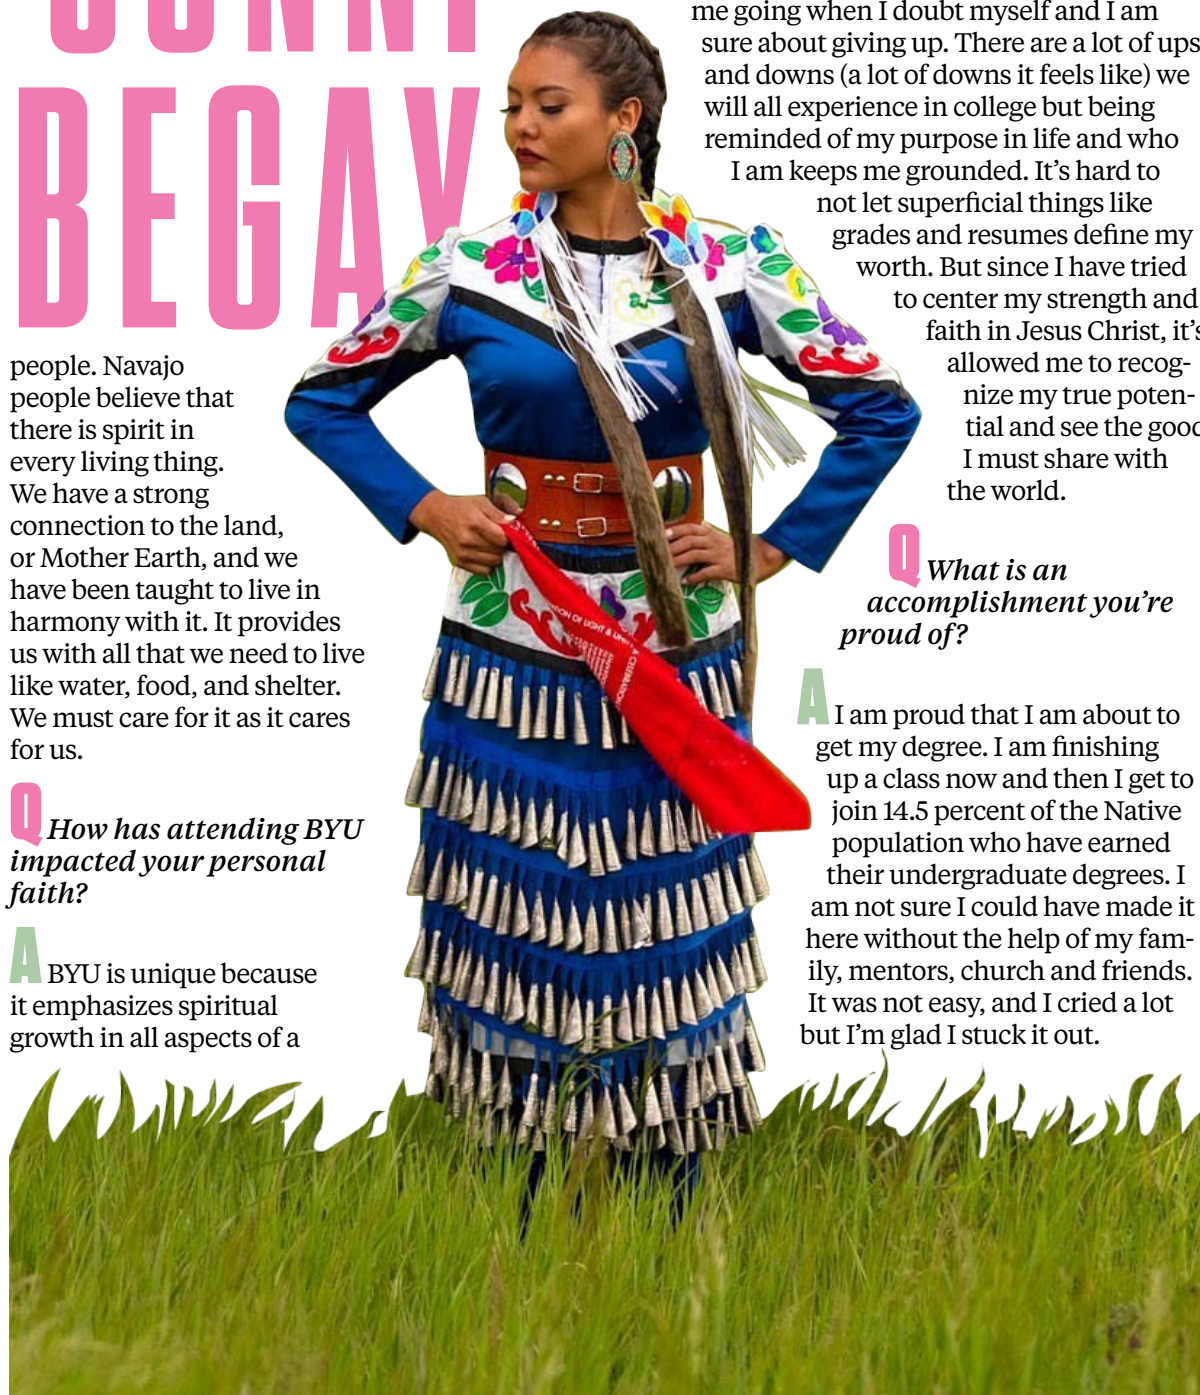 BEGAY
people. Navajo
people believe that
there is spirit in
every living thing.
We have a strong
connection to the land,
or Mother Earth, and we
have been taught to live in
harmony with it. It provides
us with all that we need to live
like water, food, and shelter.
We must care for it as it cares
for us.
Q How has attending BYU
impacted your personal
faith?
A BYU is unique because
it emphasizes spiritual
growth in all aspects of a
me going when I doubt myself and I am
sure about giving up. There are a lot of ups
and downs (a lot of downs it feels like) we
will all experience in college but being
reminded of my purpose in life and who
I am keeps me grounded. It's hard to
not let superficial things like
grades and resumes define my
worth. But since I have tried
to center my strength and
faith in Jesus Christ, it's
allowed me to recog-
nize my true poten-
tial and see the good
I must share with
the world.
Q What is an
accomplishment you're
proud of?
A I am proud that I am about to
get my degree. I am finishing
up a class now and then I get to
join 14.5 percent of the Native
population who have earned
their undergraduate degrees. I
am not sure I could have made it
here without the help of my fam-
ily, mentors, church and friends.
It was not easy, and I cried a lot
but I'm glad I stuck it out.
OF LIGHT &
A CELEBRATION